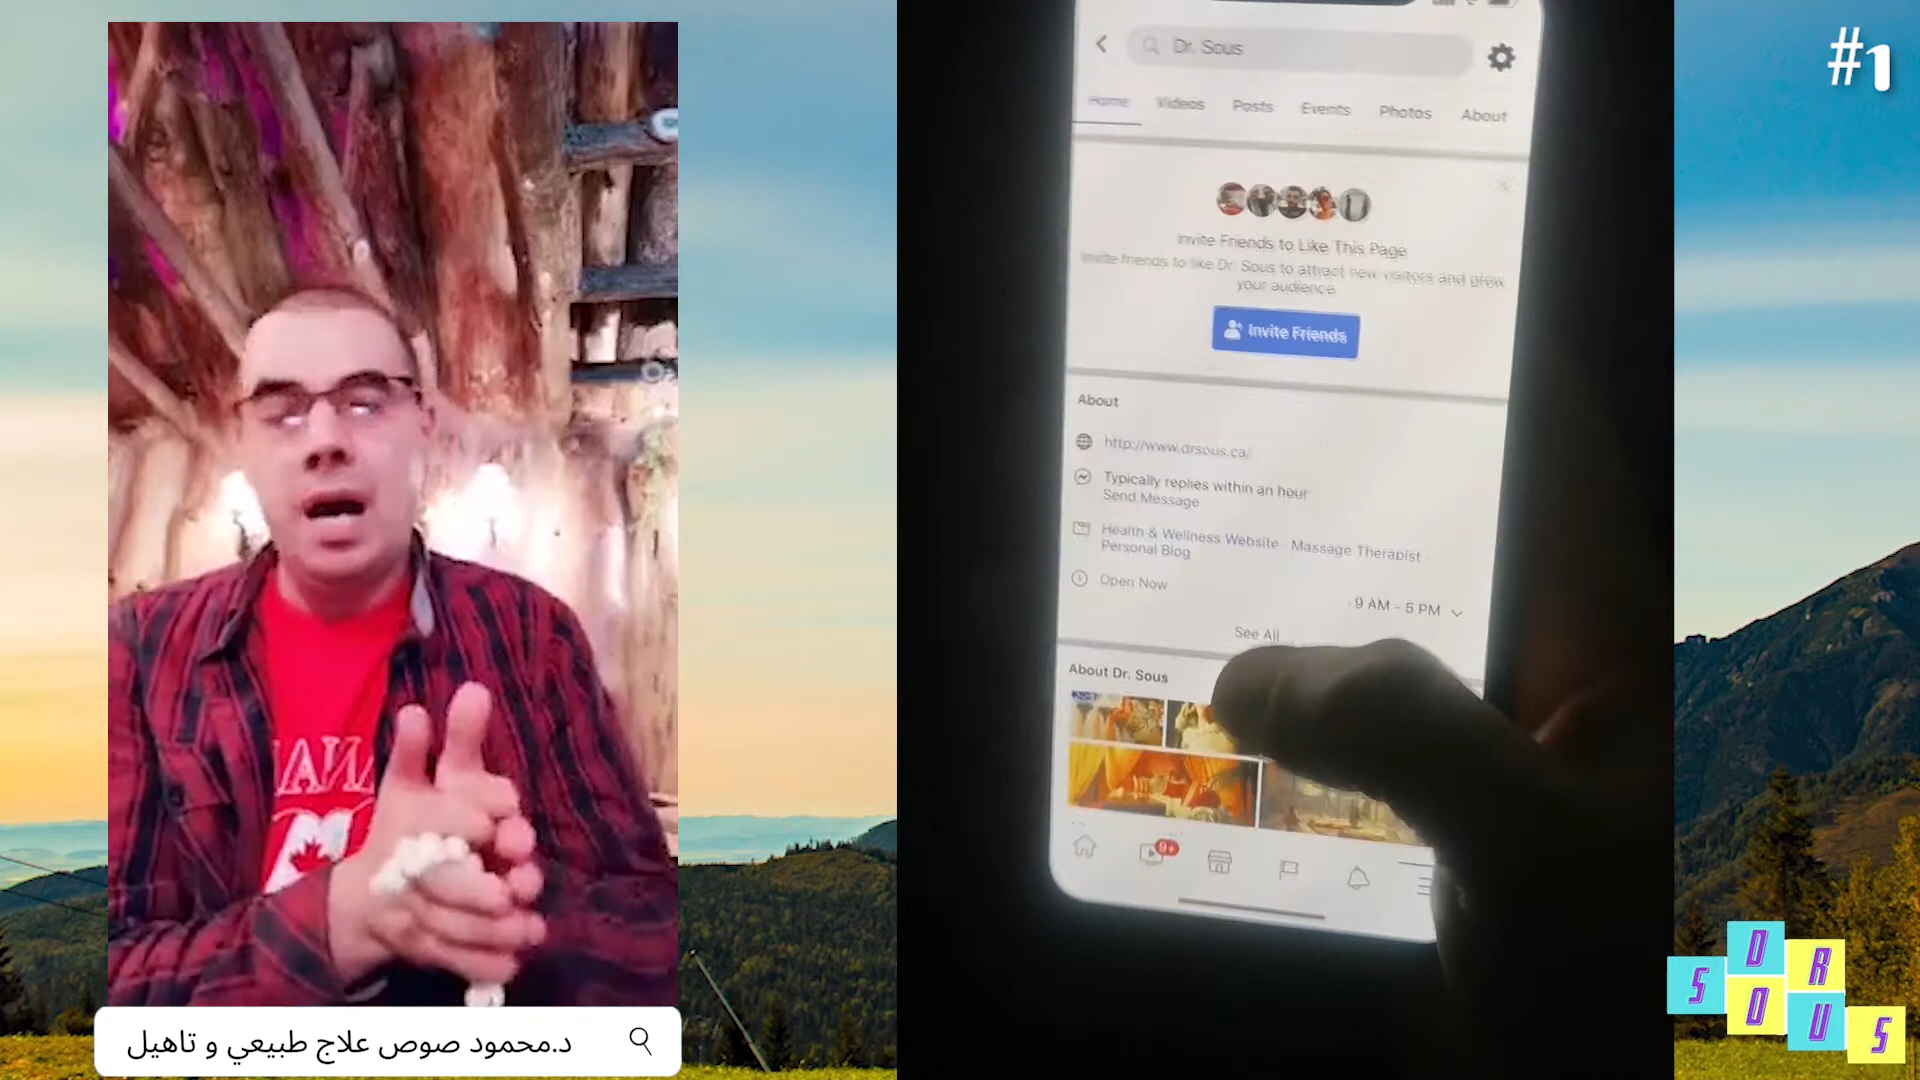 #1
Dr. Sous
Home Videos Posts Events Photos About
Invite Friends to Like This Page
Invite friends to like Dr. Sous to attract new visitors and grow
your audience.
Invite Friends
About
http://www.drsous.ca/
Typically replies within an hour
Send Message
Health & Wellness Website · Massage Therapist ·
Personal Blog
Open Now
9 AM - 5 PM
See All
About Dr. Sous
9+
د.محمود صوص علاج طبيعي و تاهيل
DR
SOUS